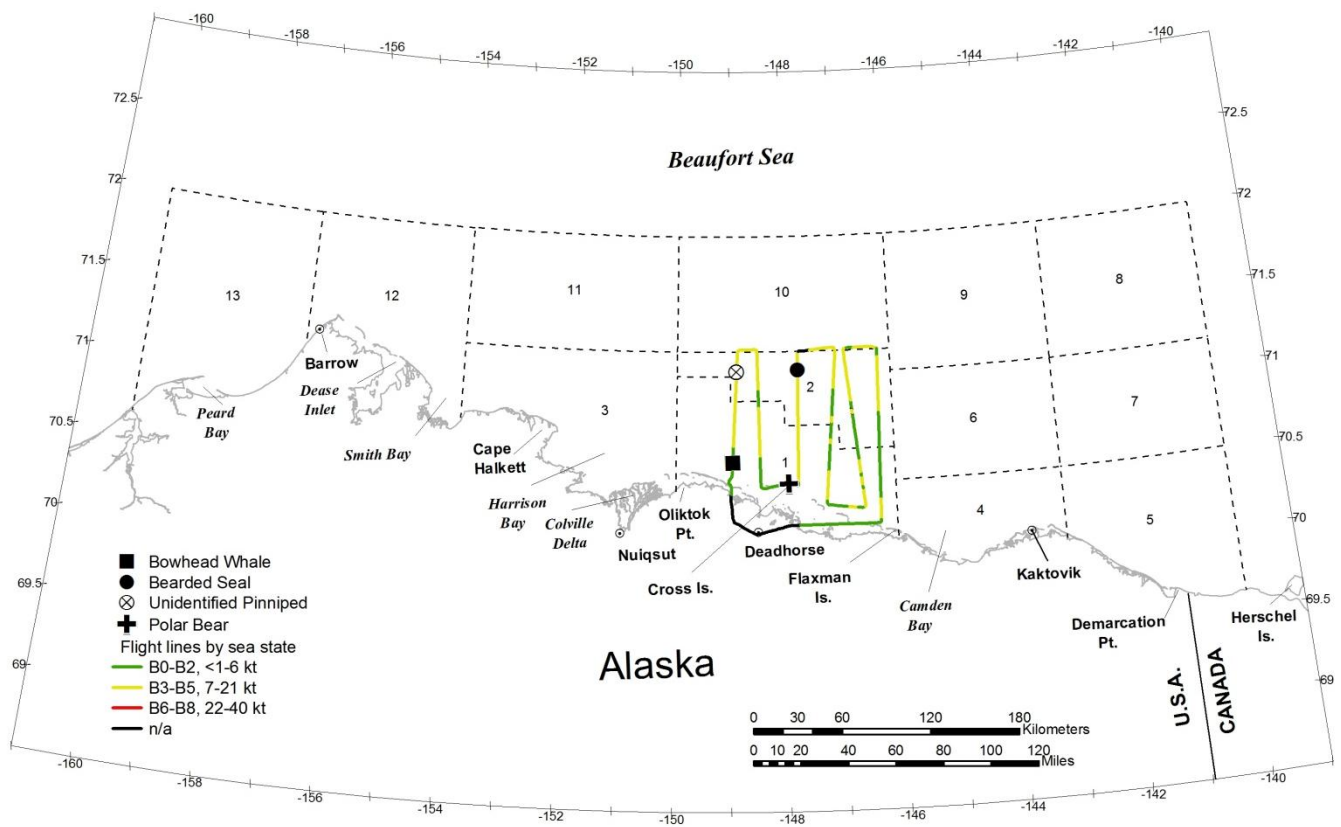 -160
-158
-156
-154
-152
-150
-148
-146
-144
-142
-140
72.5
72.5
72
72
Beaufort Sea
71.5
71.5
71
71
70.5
70.5
70
70
69.5
69.5
69
69
13
12
11
10
9
8
3
2
6
7
1
4
5
Barrow
Peard
Bay
Dease
Inlet
Smith Bay
Cape
Halkett
Harrison
Bay
Colville
Delta
Nuiqsut
Oliktok
Pt.
Deadhorse
Cross Is.
Flaxman
Is.
Camden
Bay
Kaktovik
Demarcation
Pt.
Herschel
Is.
Bowhead Whale
Bearded Seal
Unidentified Pinniped
Polar Bear
Flight lines by sea state
B0-B2, <1-6 kt
B3-B5, 7-21 kt
B6-B8, 22-40 kt
n/a
Alaska
U.S.A.
CANADA
0 30 60 120 180
Kilometers
0 10 20 40 60 80 100 120
Miles
-160
-158
-156
-154
-152
-150
-148
-146
-144
-142
-140